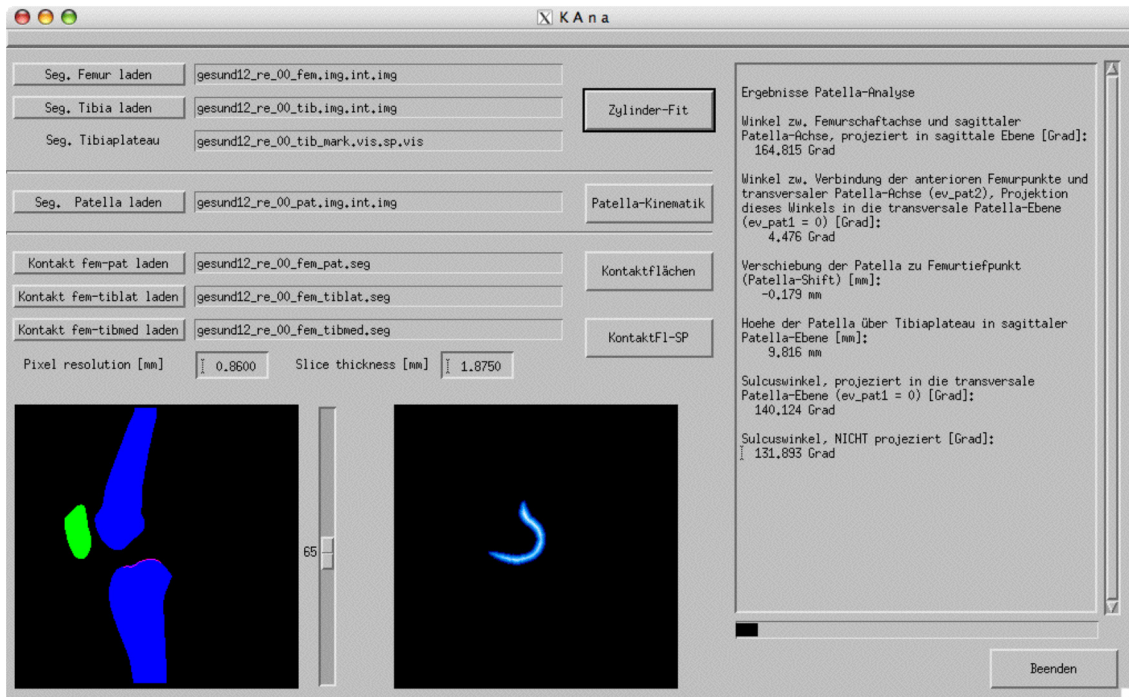 X KAna
Seg. Femur laden
gesund12_re_00_fem.img.int.img
Seg. Tibia laden
gesund12_re_00_tib.img.int.img
Seg. Tibiaplateau
gesund12_re_00_tib_mark.vis.sp.vis
Zylinder-Fit
Seg. Patella laden
gesund12_re_00_pat.img.int.img
Patella-Kinematik
Kontakt fem-pat laden
gesund12_re_00_fem_pat.seg
Kontakt fem-tiblat laden
gesund12_re_00_fem_tiblat.seg
Kontakt fem-tibmed laden
gesund12_re_00_fem_tibmed.seg
Kontaktflächen
KontaktFl-SP
Pixel resolution [mm]
0.8600
Slice thickness [mm]
1.8750
65
Ergebnisse Patella-Analyse
Winkel zw. Femurschaftachse und sagittaler
Patella-Achse, projeziert in sagittale Ebene [Grad]:
164.815 Grad
Winkel zw. Verbindung der anterioren Femurpunkte und
transversaler Patella-Achse (ev_pat2), Projektion
dieses Winkels in die transversale Patella-Ebene
(ev_pat1 = 0) [Grad]:
4.476 Grad
Verschiebung der Patella zu Femurtiefpunkt
(Patella-Shift) [mm]:
-0.179 mm
Hoehe der Patella über Tibiaplateau in sagittaler
Patella-Ebene [mm]:
9.816 mm
Sulcuswinkel, projeziert in die transversale
Patella-Ebene (ev_pat1 = 0) [Grad]:
140.124 Grad
Sulcuswinkel, NICHT projeziert [Grad]:
131.893 Grad
Beenden